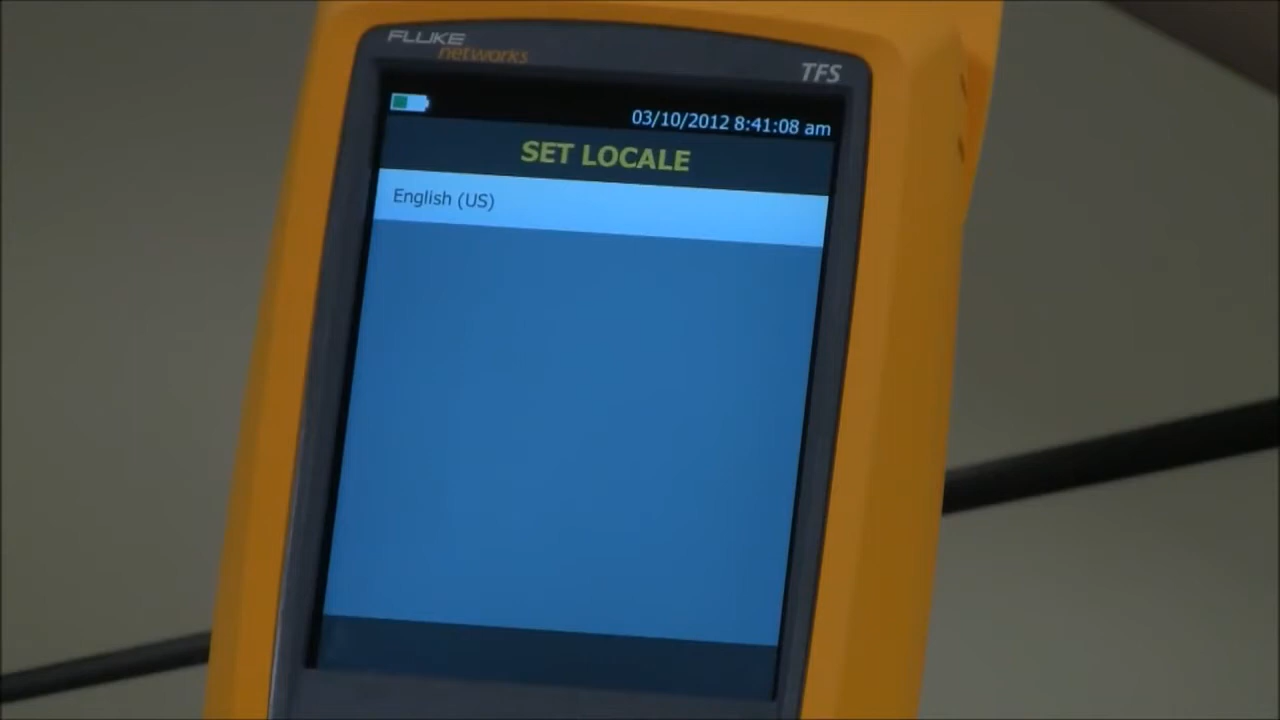 FLUKE
networks
TFS
03/10/2012 8:41:08 am
SET LOCALE
English (US)